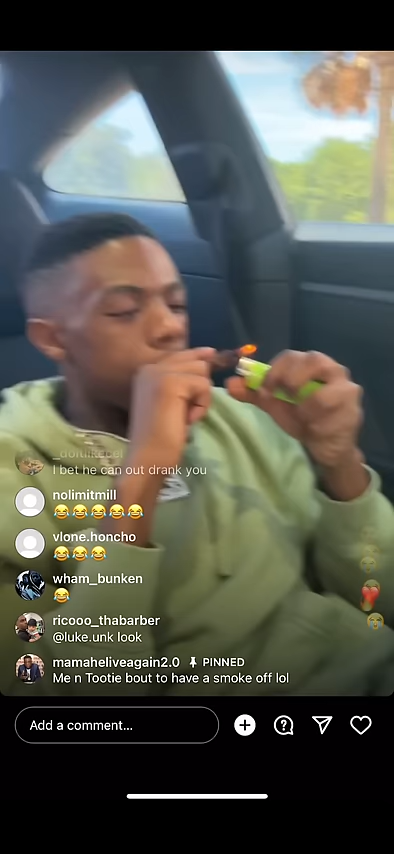 I bet he can out drank you
nolimitmill
😂😂😂😂😂
vlone.honcho
😂😂😂
wham_bunken
😂
ricooo_thabarber
@luke.unk look
mamaheliveagain2.0 📌 PINNED
Me n Tootie bout to have a smoke off lol
Add a comment...